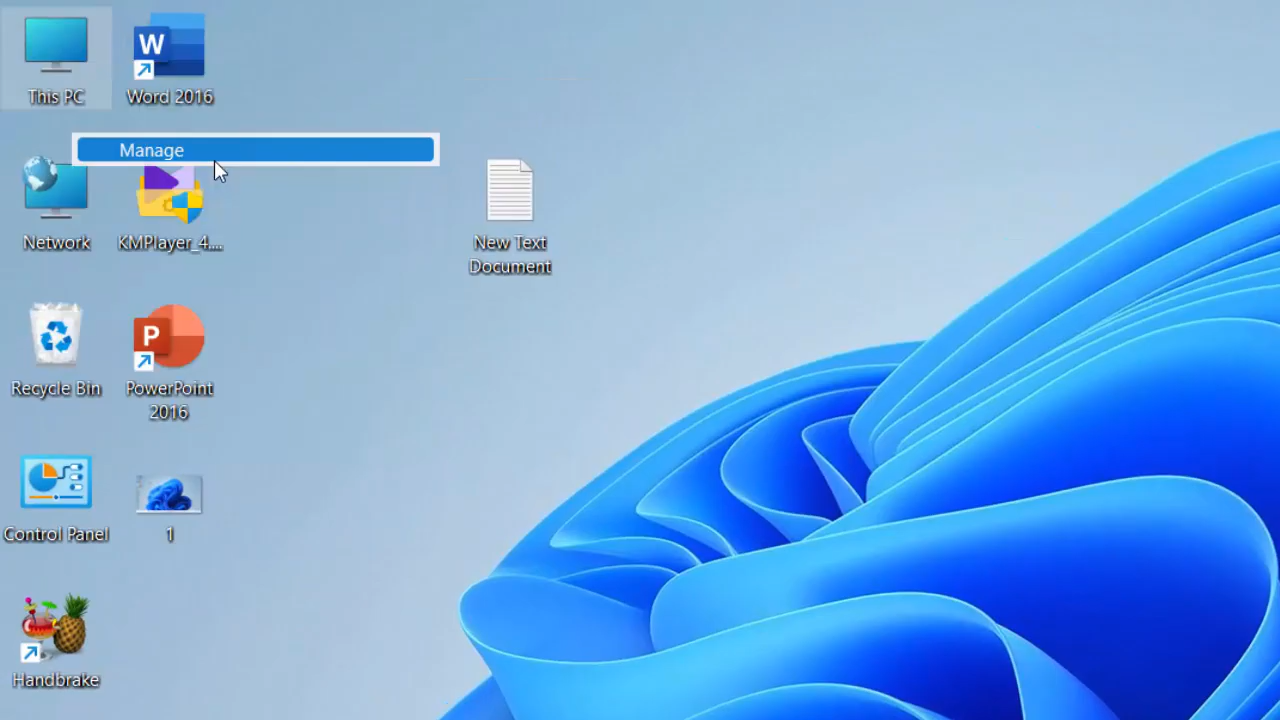 This PC
Word 2016
Manage
Network
KMPlayer_4....
New Text
Document
Recycle Bin
PowerPoint
2016
Control Panel
1
Handbrake
W
P